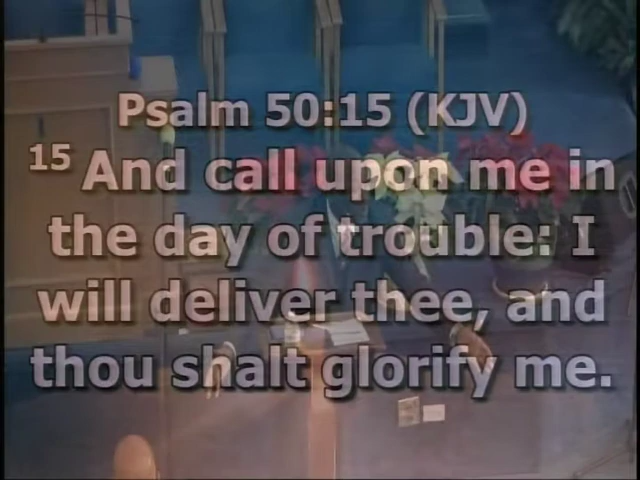 Psalm 50:15 (KJV)
15 And call upon me in
the day of trouble: I
will deliver thee, and
thou shalt glorify me.